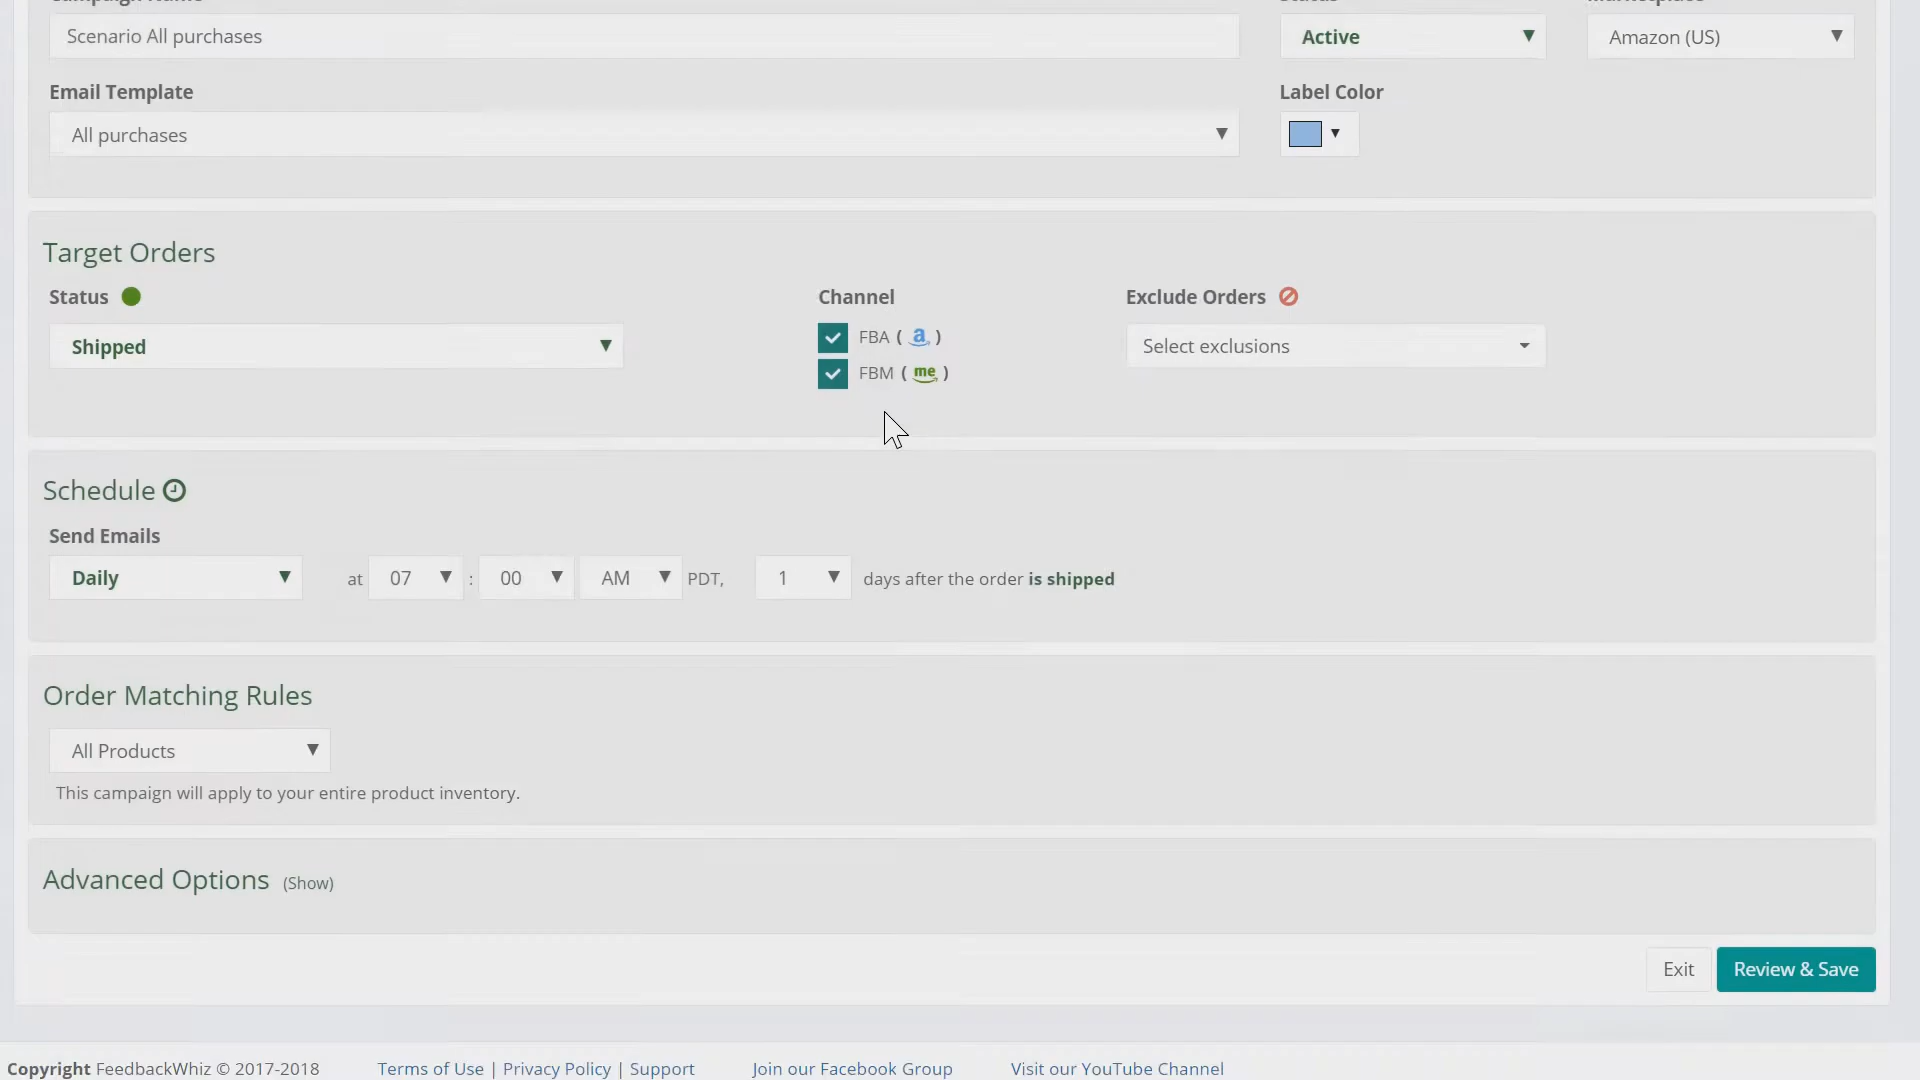 Campaign Name
Status
Marketplace
Scenario All purchases
Active
Amazon (US)
Email Template
Label Color
All purchases
Target Orders
Status
Channel
Exclude Orders
Shipped
FBA ( a )
Select exclusions
FBM ( me )
Schedule
Send Emails
Daily at 07 : 00 AM PDT, 1 days after the order is shipped
Order Matching Rules
All Products
This campaign will apply to your entire product inventory.
Advanced Options (Show)
Exit
Review & Save
Copyright FeedbackWhiz © 2017-2018 Terms of Use | Privacy Policy | Support Join our Facebook Group Visit our YouTube Channel